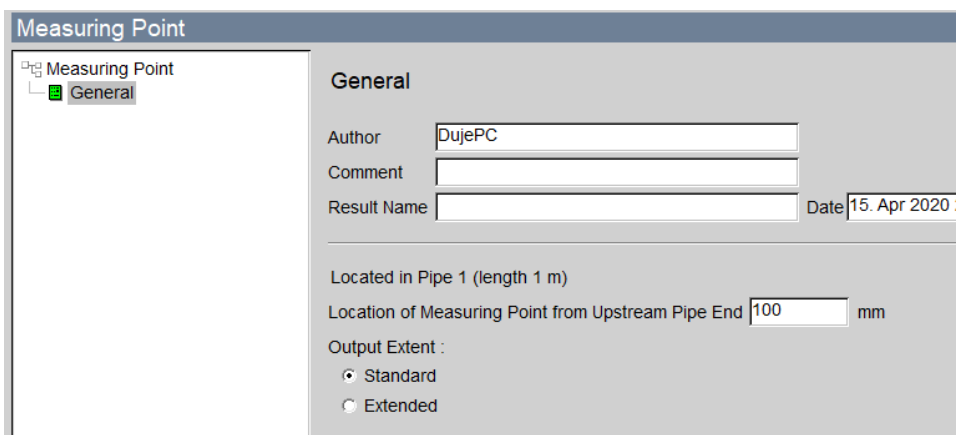 Measuring Point
Measuring Point
General
General
Author DujePC
Comment
Result Name Date 15. Apr 2020
Located in Pipe 1 (length 1 m)
Location of Measuring Point from Upstream Pipe End 100 mm
Output Extent :
Standard
Extended